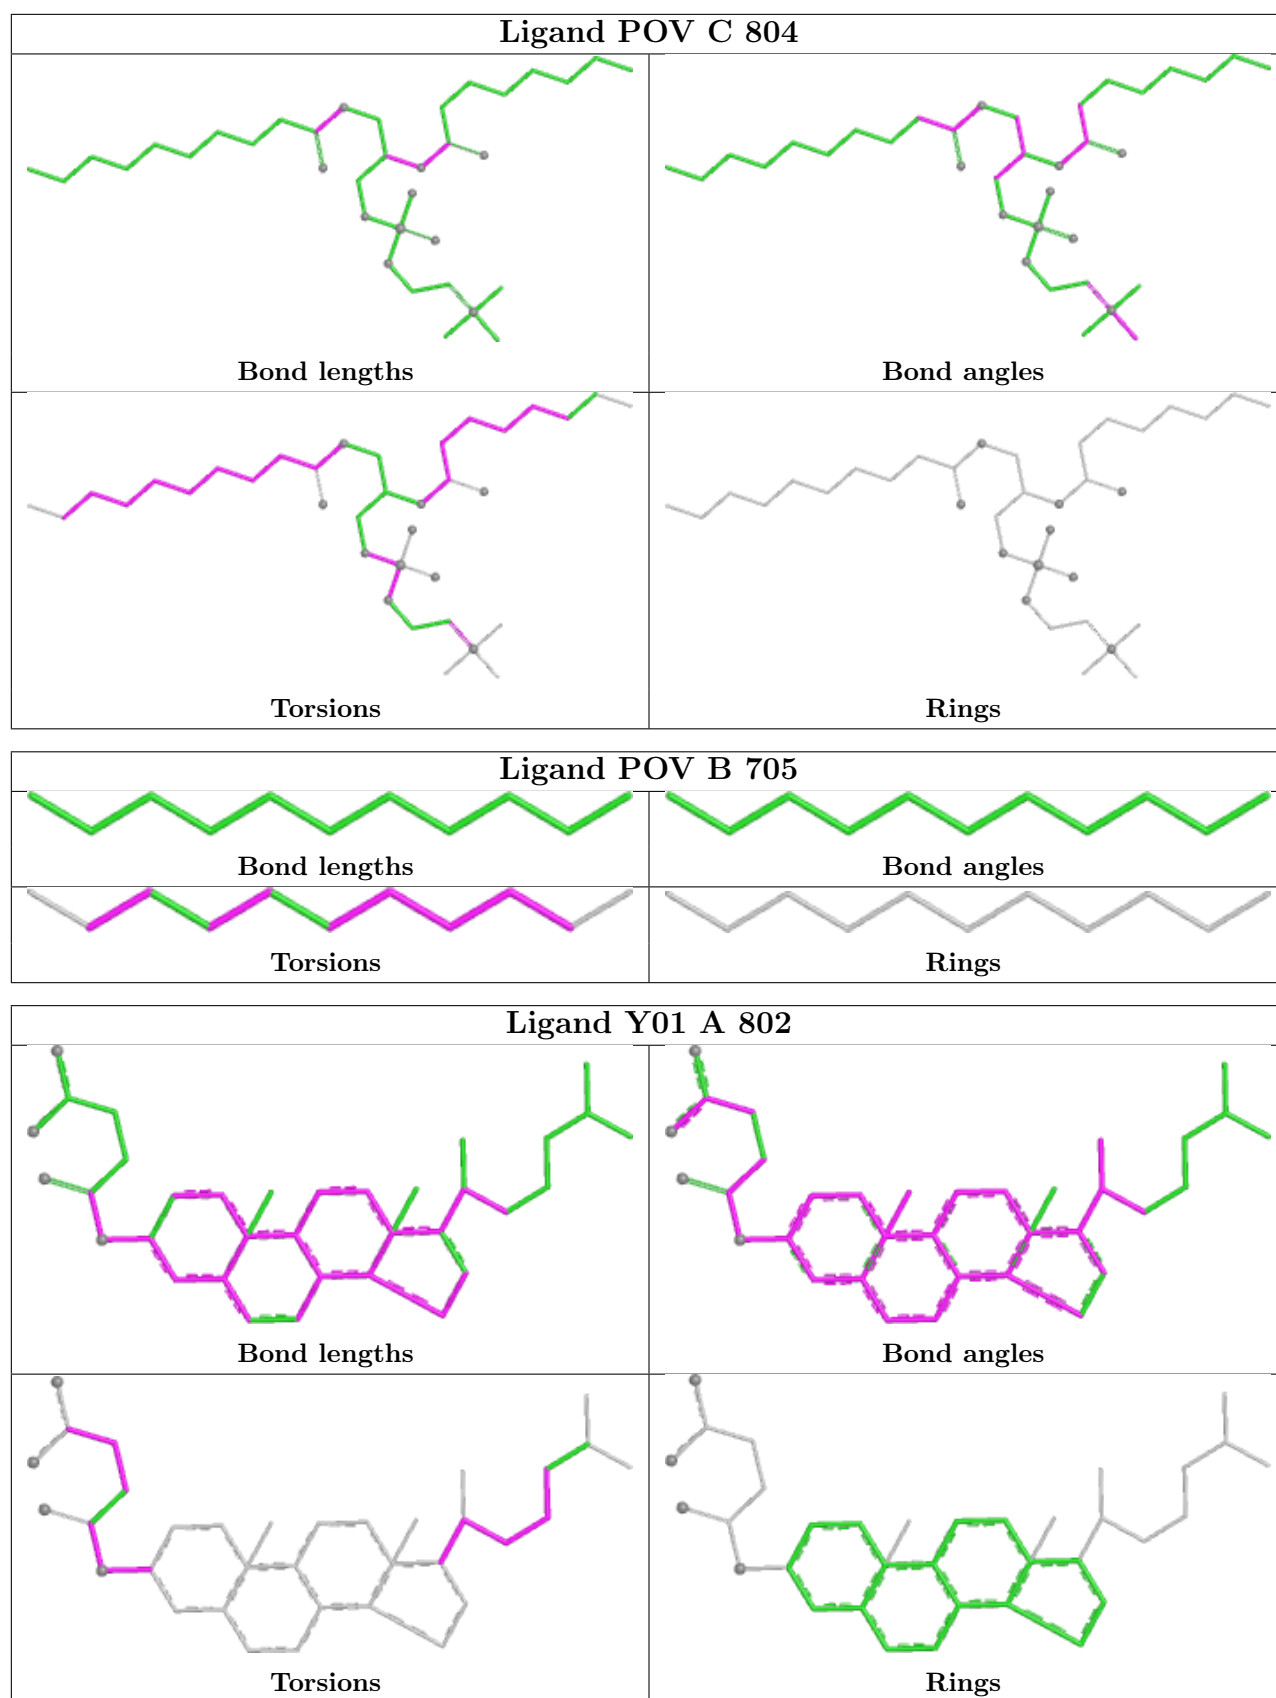 Ligand POV C 804
Bond lengths
Bond angles
Torsions
Rings
Ligand POV B 705
Bond lengths
Bond angles
Torsions
Rings
Ligand Y01 A 802
Bond lengths
Bond angles
Torsions
Rings